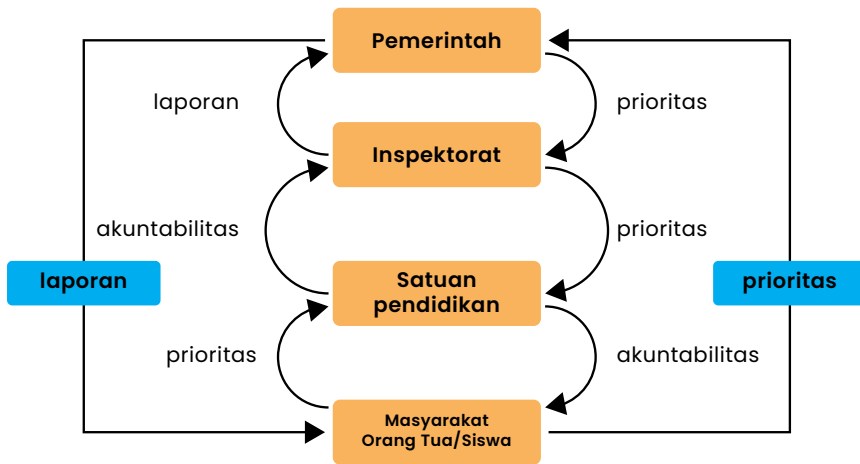 Pemerintah
laporan
prioritas
Inspektorat
akuntabilitas
prioritas
laporan
Satuan
pendidikan
prioritas
prioritas
akuntabilitas
Masyarakat
Orang Tua/Siswa